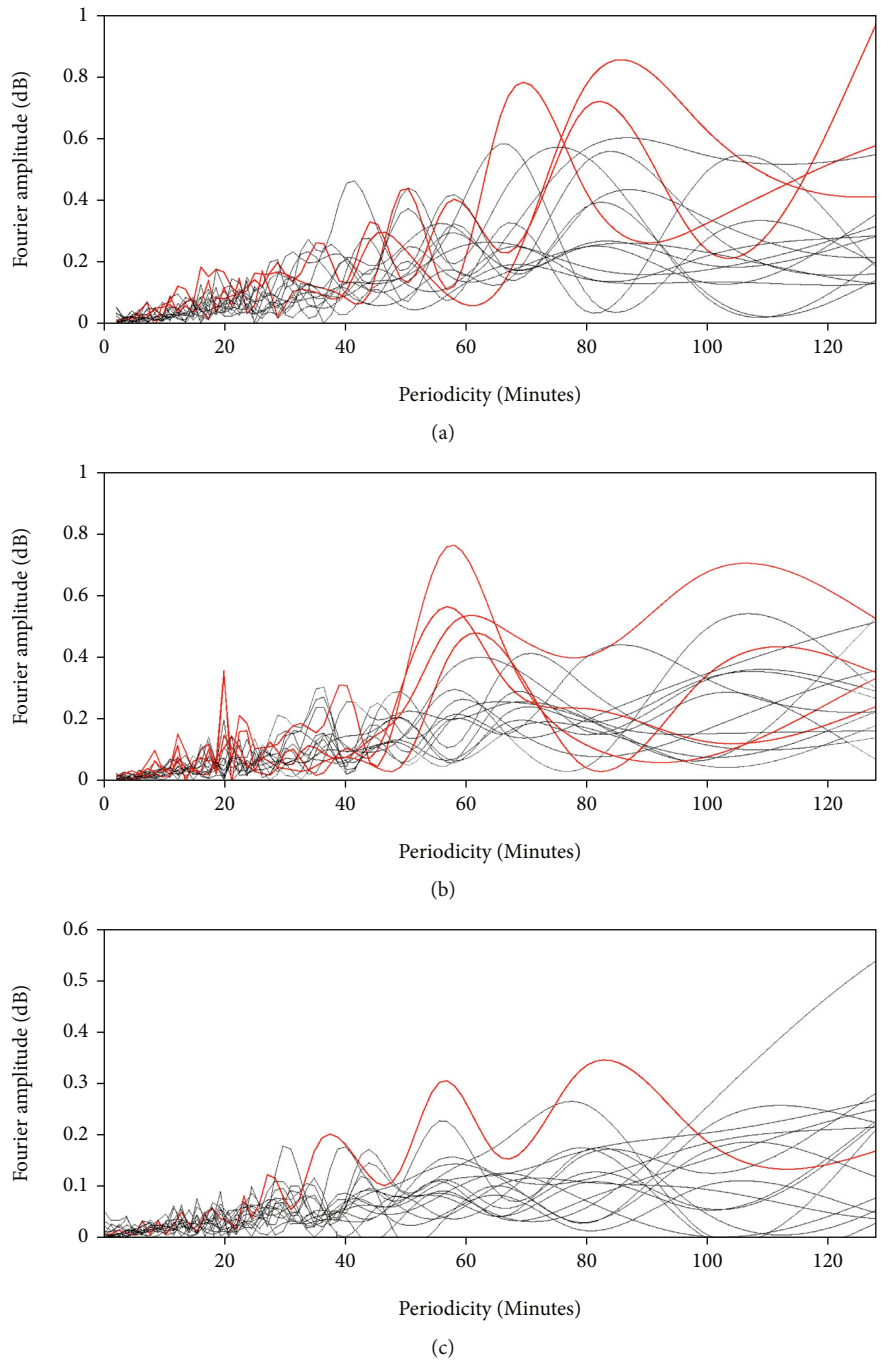 1
0.8
0.6
0.4
0.2
0
Fourier amplitude (dB)
0 20 40 60 80 100 120
Periodicity (Minutes)
(a)
1
0.8
0.6
0.4
0.2
0
Fourier amplitude (dB)
0 20 40 60 80 100 120
Periodicity (Minutes)
(b)
0.6
0.5
0.4
0.3
0.2
0.1
0
Fourier amplitude (dB)
20 40 60 80 100 120
Periodicity (Minutes)
(c)